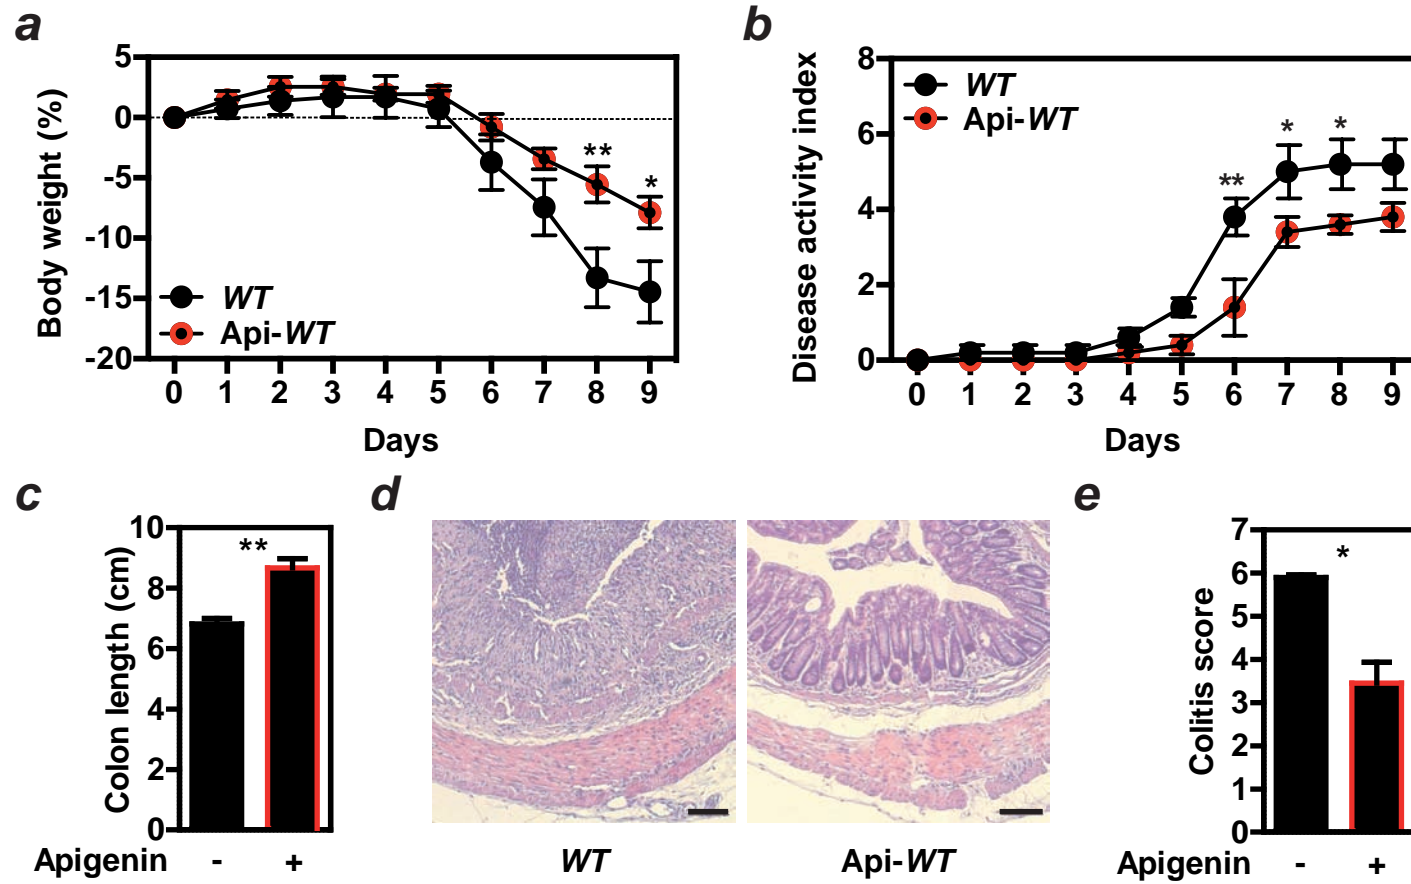 a
Body weight (%)
5
0
-5
-10
-15
-20
** *
WT
Api-WT
0 1 2 3 4 5 6 7 8 9
Days
b
Disease activity index
8
6
4
2
0
WT
Api-WT
** * *
0 1 2 3 4 5 6 7 8 9
Days
c
Colon length (cm)
10
8
6
4
2
0
**
Apigenin - +
d
WT Api-WT
e
Colitis score
7
6
5
4
3
2
1
0
*
Apigenin - +